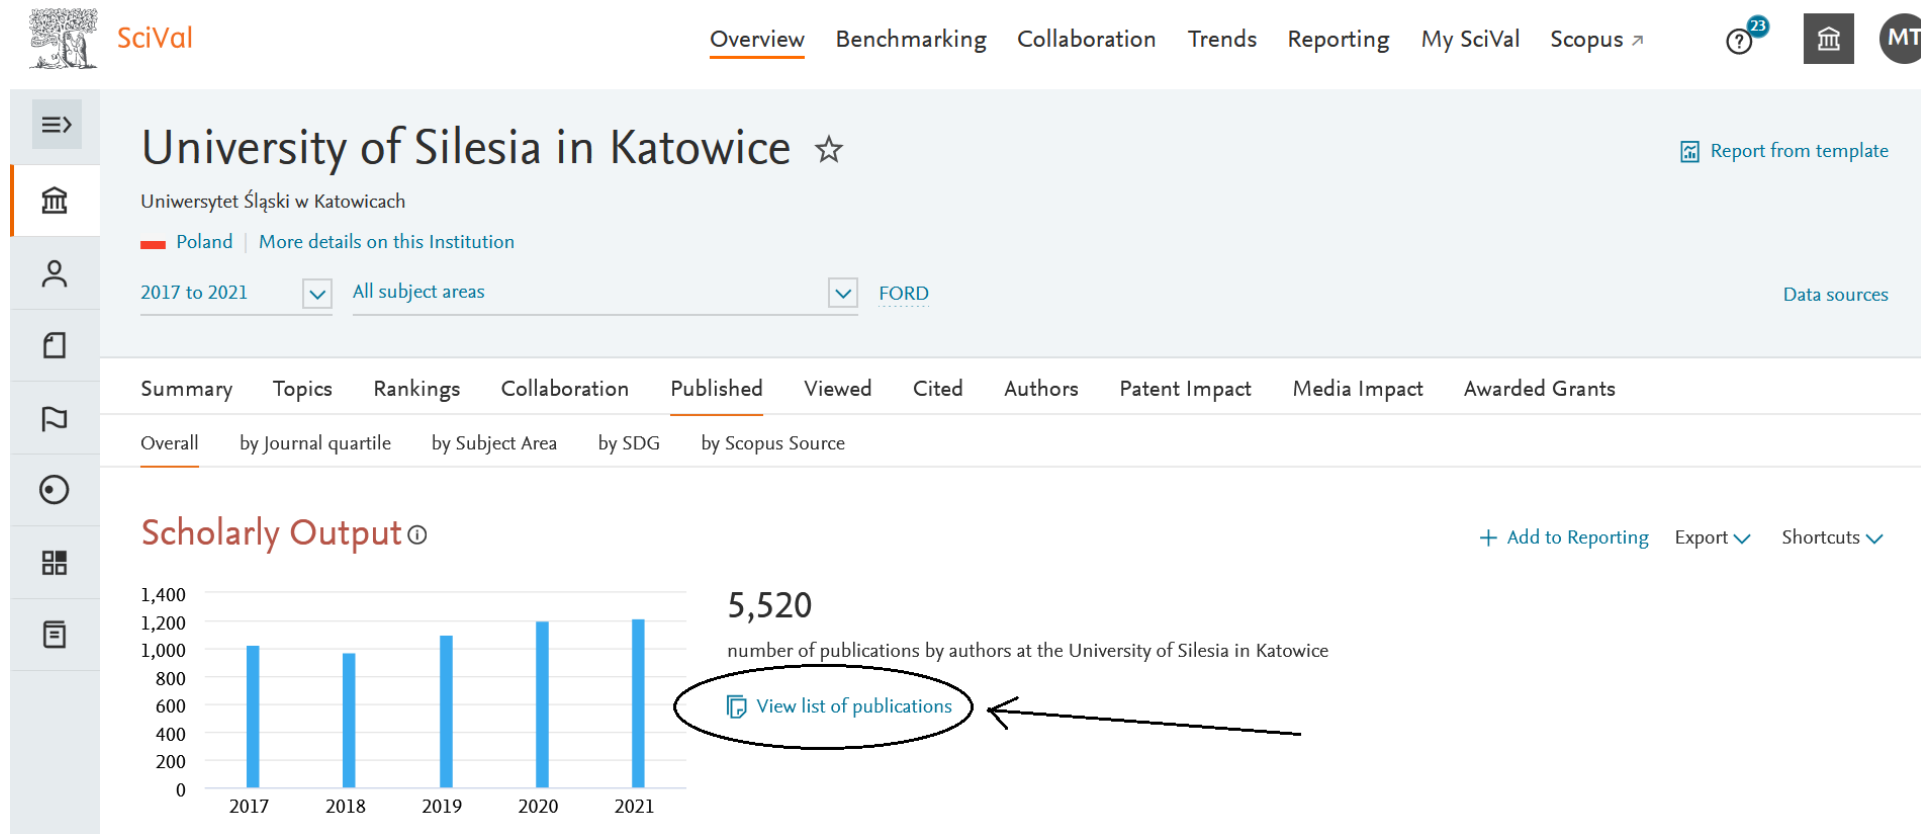 SciVal
Overview Benchmarking Collaboration Trends Reporting My SciVal Scopus ↗ 23 MT
University of Silesia in Katowice
Report from template
Uniwersytet Śląski w Katowicach
Poland More details on this Institution
2017 to 2021 All subject areas FORD
Data sources
Summary Topics Rankings Collaboration Published Viewed Cited Authors Patent Impact Media Impact Awarded Grants
Overall by Journal quartile by Subject Area by SDG by Scopus Source
Scholarly Output
+ Add to Reporting Export Shortcuts
1,400
1,200
1,000
800
600
400
200
0
2017 2018 2019 2020 2021
5,520
number of publications by authors at the University of Silesia in Katowice
View list of publications